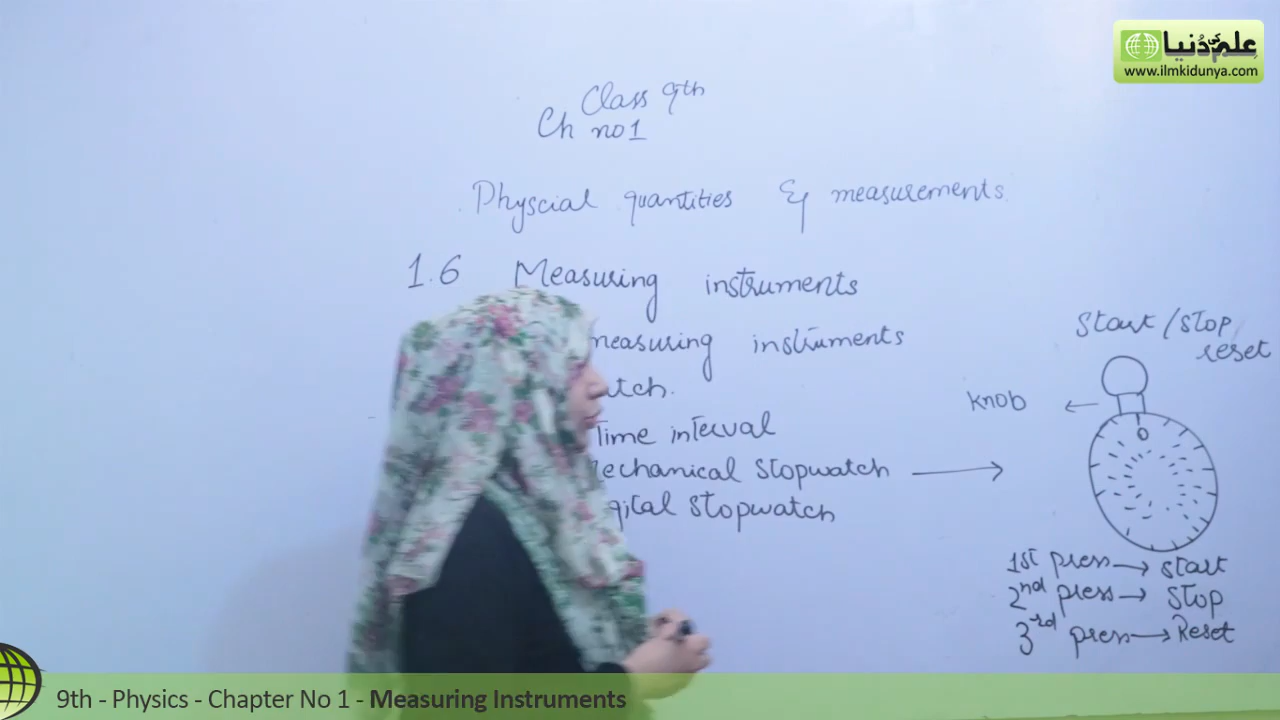 علم کی دنیا
www.ilmkidunya.com
Class 9th
Ch no 1
Physcial quantities & measurements
1.6 Measuring instruments
measuring instruments
Time interval
Mechanical Stopwatch
Stopwatch
Start / Stop
reset
Knob
1st press → Start
2nd press → Stop
3rd press → Reset
9th - Physics - Chapter No 1 - Measuring Instruments